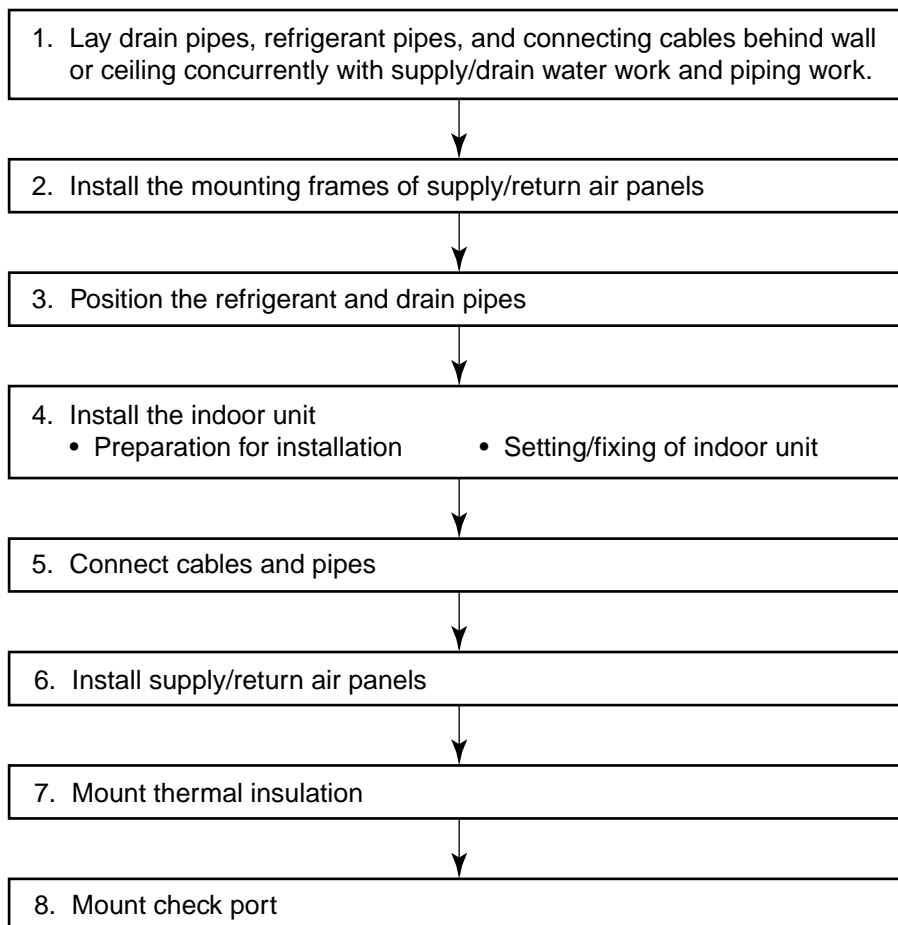 1. Lay drain pipes, refrigerant pipes, and connecting cables behind wall
or ceiling concurrently with supply/drain water work and piping work.
2. Install the mounting frames of supply/return air panels
3. Position the refrigerant and drain pipes
4. Install the indoor unit
• Preparation for installation • Setting/fixing of indoor unit
5. Connect cables and pipes
6. Install supply/return air panels
7. Mount thermal insulation
8. Mount check port